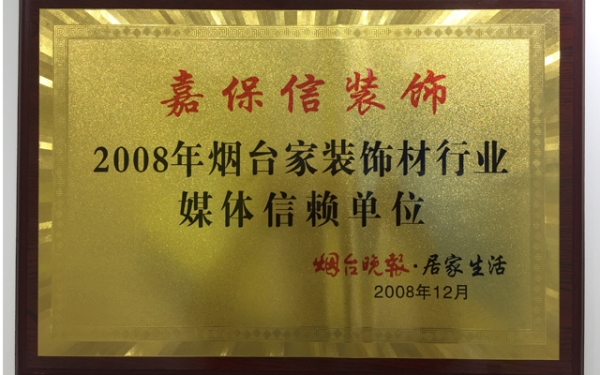 嘉保信装饰
2008年烟台家装饰材行业
媒体信赖单位
烟台晚报·居家生活
2008年12月